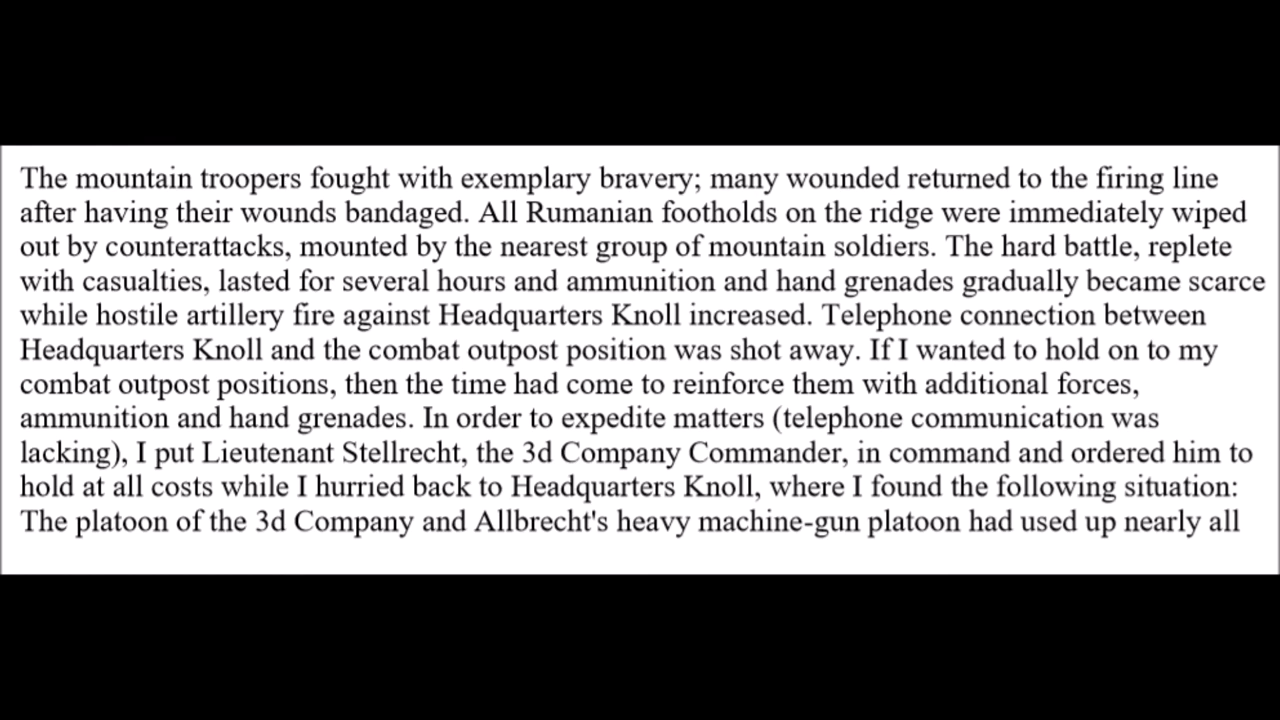 The mountain troopers fought with exemplary bravery; many wounded returned to the firing line
after having their wounds bandaged. All Rumanian footholds on the ridge were immediately wiped
out by counterattacks, mounted by the nearest group of mountain soldiers. The hard battle, replete
with casualties, lasted for several hours and ammunition and hand grenades gradually became scarce
while hostile artillery fire against Headquarters Knoll increased. Telephone connection between
Headquarters Knoll and the combat outpost position was shot away. If I wanted to hold on to my
combat outpost positions, then the time had come to reinforce them with additional forces,
ammunition and hand grenades. In order to expedite matters (telephone communication was
lacking), I put Lieutenant Stellrecht, the 3d Company Commander, in command and ordered him to
hold at all costs while I hurried back to Headquarters Knoll, where I found the following situation:
The platoon of the 3d Company and Allbrecht's heavy machine-gun platoon had used up nearly all